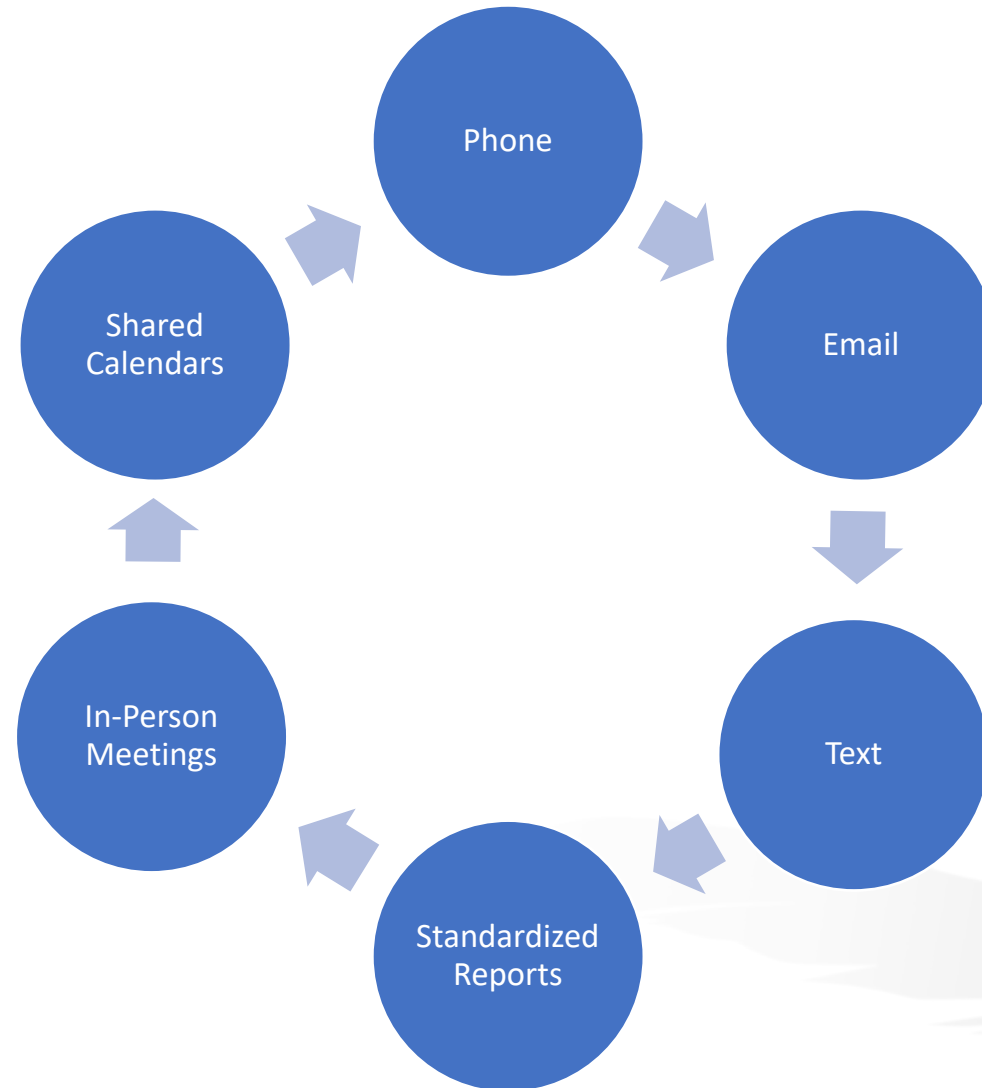 Phone
Email
Text
Standardized
Reports
In-Person
Meetings
Shared
Calendars